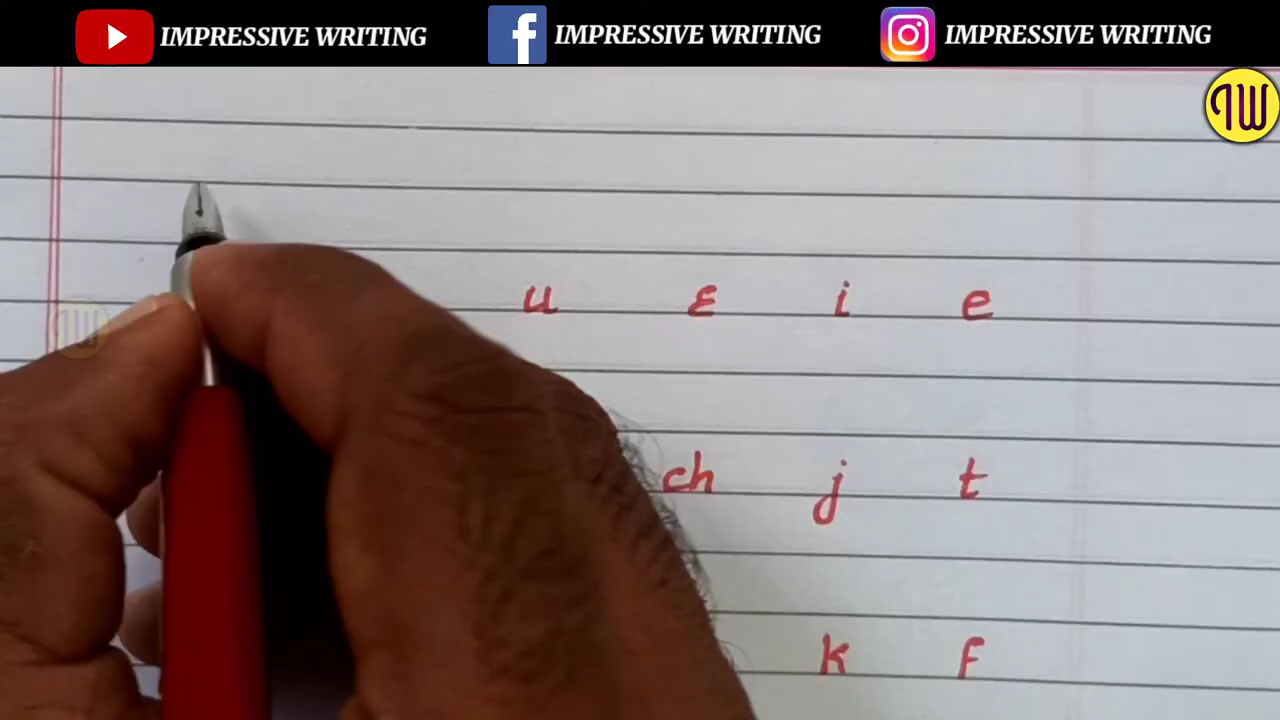 IMPRESSIVE WRITING IMPRESSIVE WRITING IMPRESSIVE WRITING
IW
u ε i e
ch j t
k f